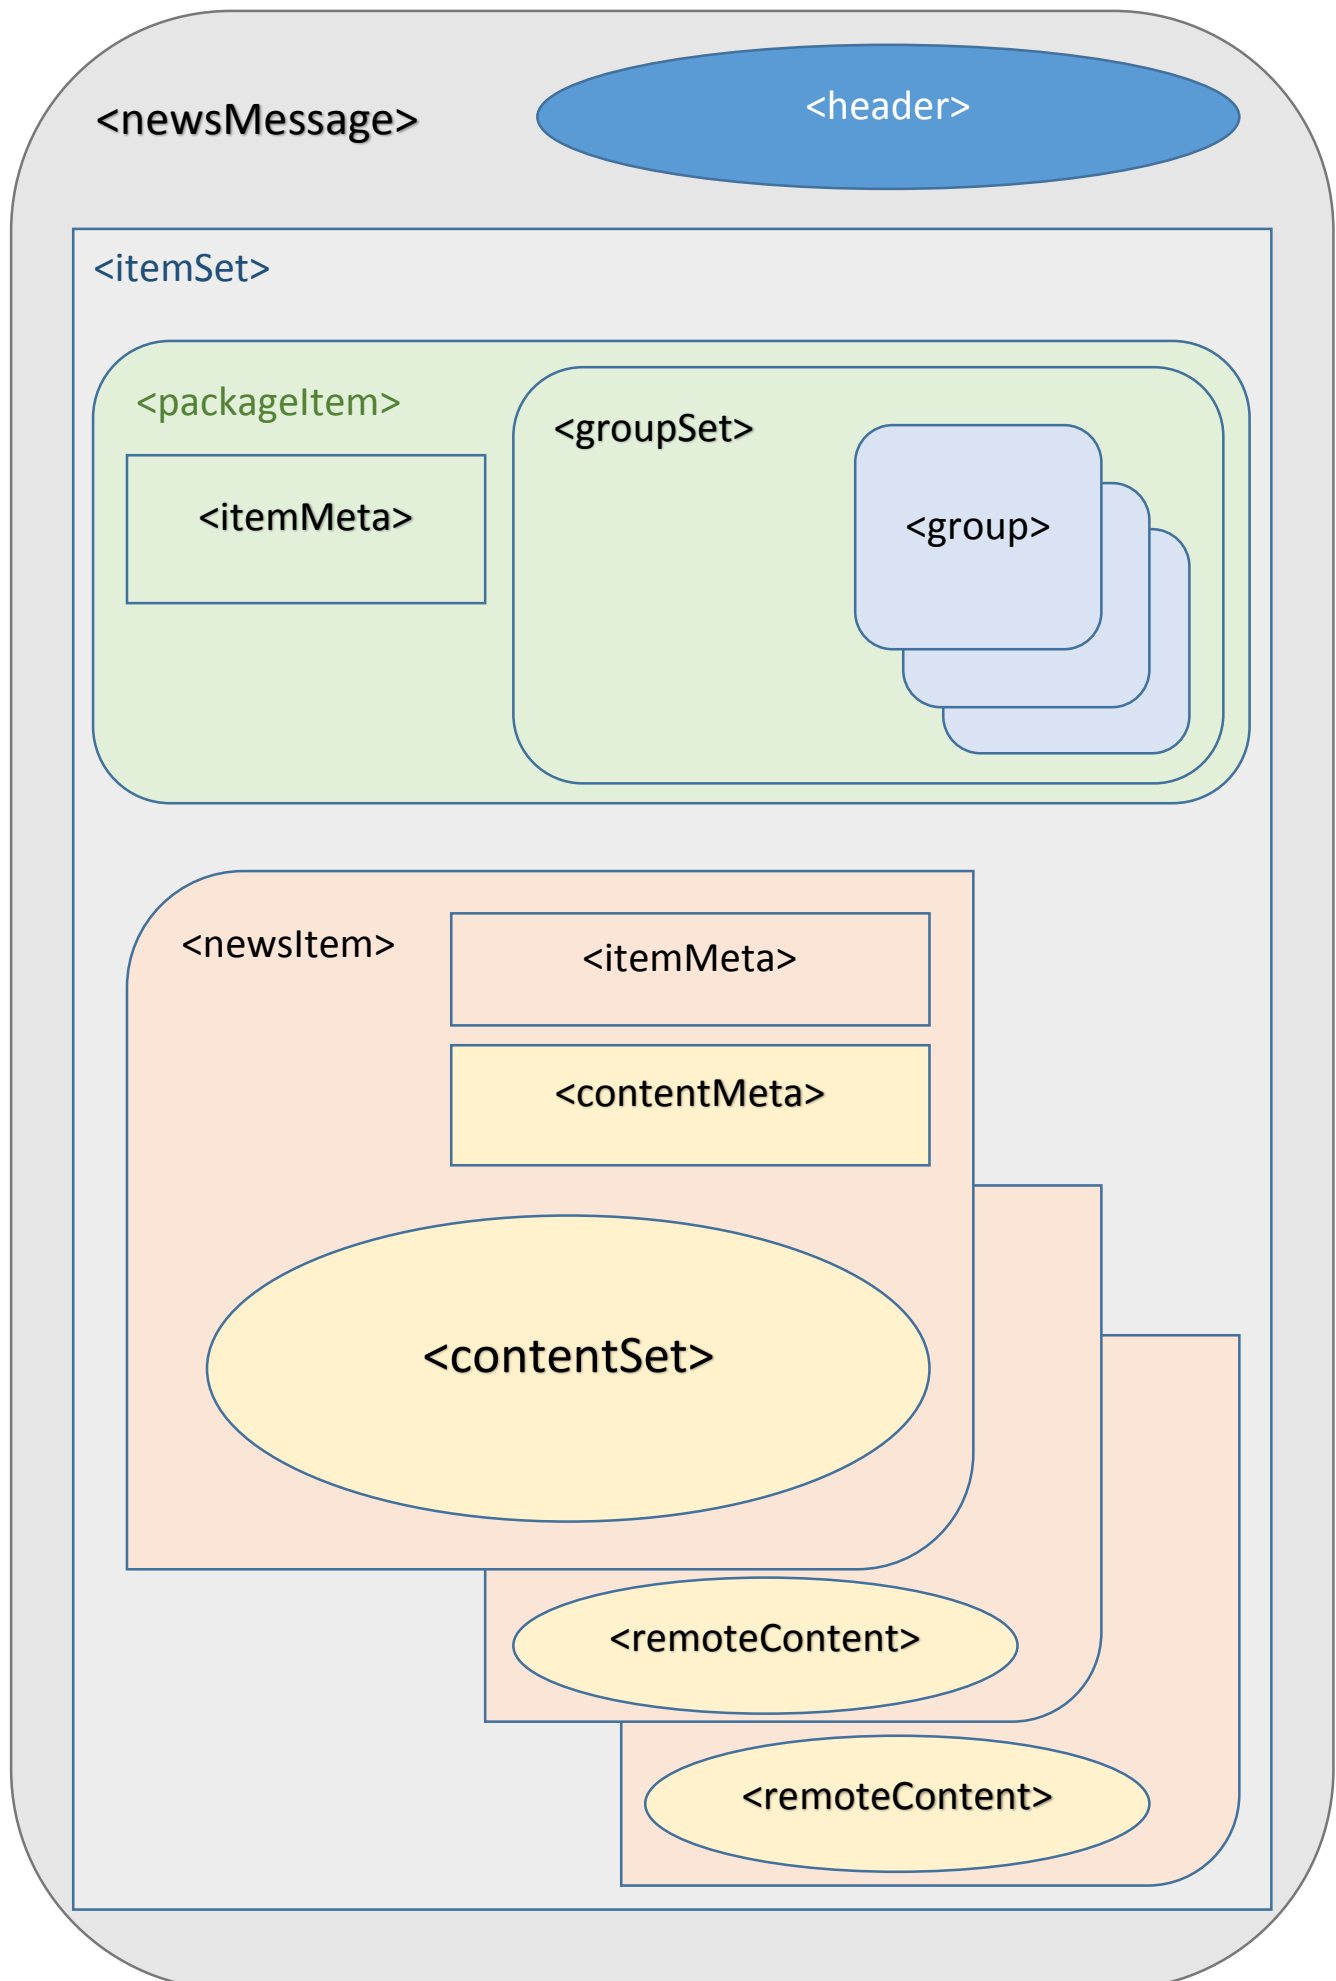 <newsMessage>
<header>
<itemSet>
<packageItem>
<groupSet>
<itemMeta>
<group>
<newsItem>
<itemMeta>
<contentMeta>
<contentSet>
<remoteContent>
<remoteContent>